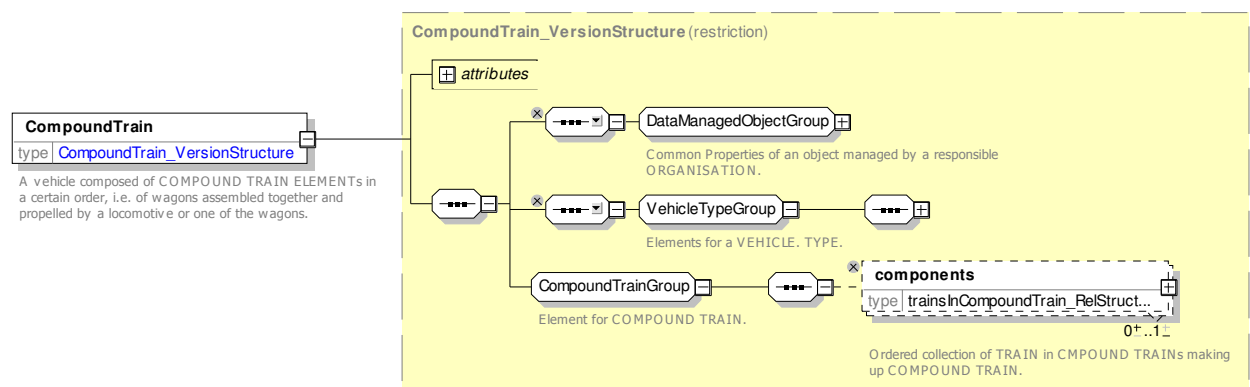 CompoundTrain_VersionStructure (restriction)
attributes
CompoundTrain
type CompoundTrain_VersionStructure
A vehicle composed of COMPOUND TRAIN ELEMENTs in
a certain order, i.e. of wagons assembled together and
propelled by a locomotive or one of the wagons.
DataManagedObjectGroup
Common Properties of an object managed by a responsible
ORGANISATION.
VehicleTypeGroup
Elements for a VEHICLE. TYPE.
CompoundTrainGroup
Element for COMPOUND TRAIN.
components
type trainsInCompoundTrain_RelStruct...
0..1
Ordered collection of TRAIN in CMPOUND TRAINs making
up COMPOUND TRAIN.